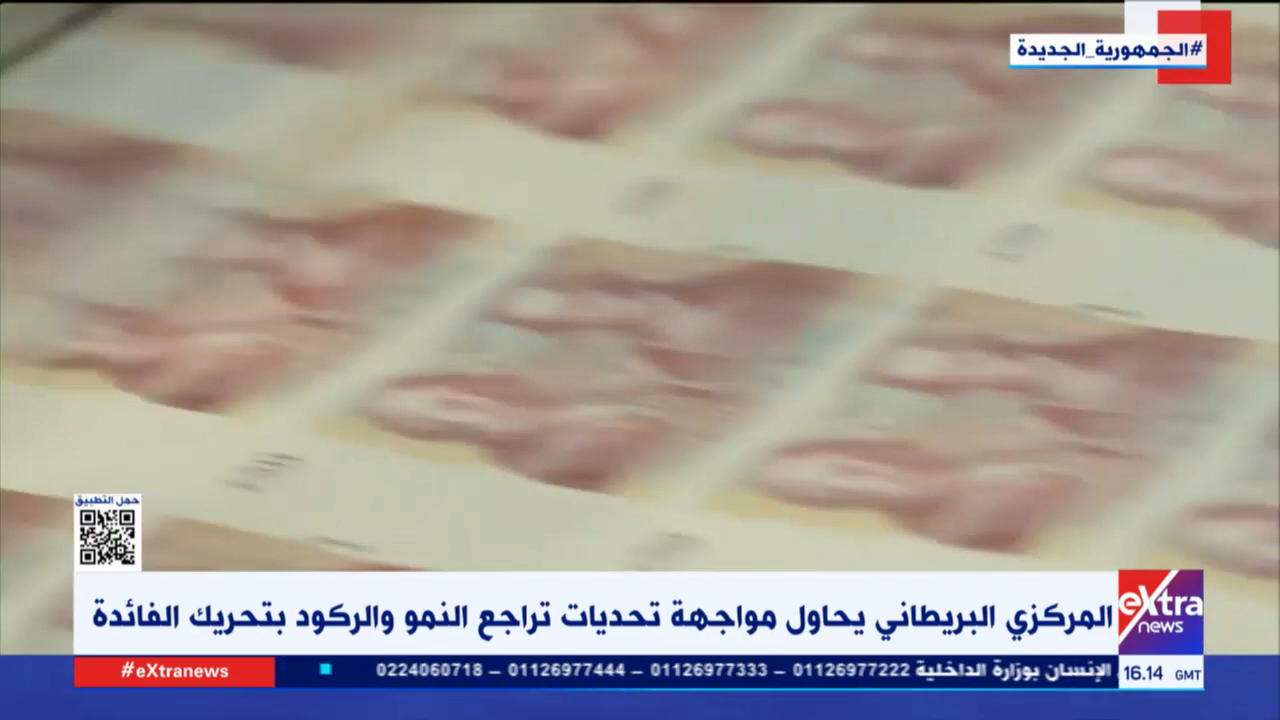 #الجمهورية_الجديدة
حمل التطبيق
المركزي البريطاني يحاول مواجهة تحديات تراجع النمو والركود بتحريك الفائدة
eXtra news
الإنسان بوزارة الداخلية 01126977222 – 01126977333 – 01126977444 – 0224060718
#eXtranews
16.14 GMT